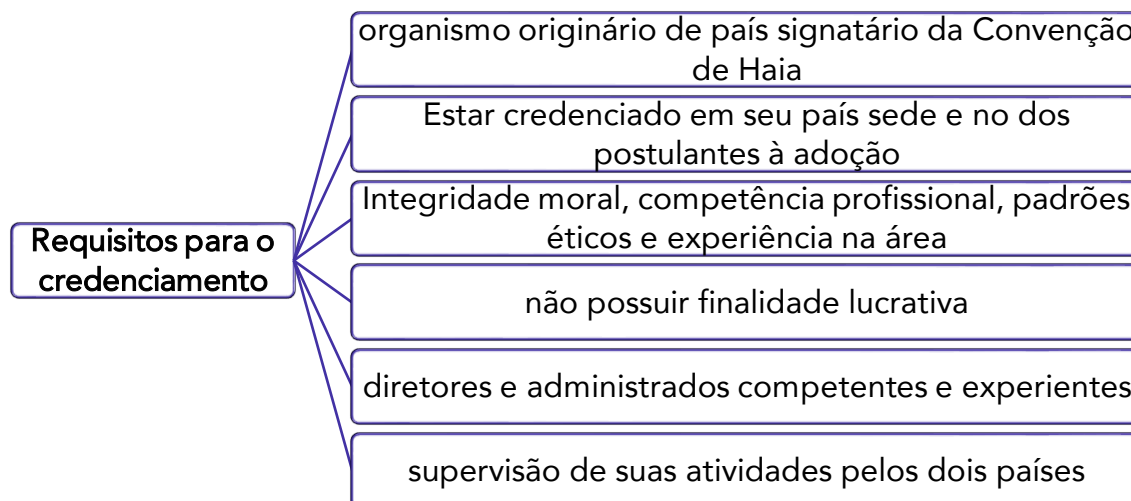 Requisitos para o
credenciamento
organismo originário de país signatário da Convenção
de Haia
Estar credenciado em seu país sede e no dos
postulantes à adoção
Integridade moral, competência profissional, padrões
éticos e experiência na área
não possuir finalidade lucrativa
diretores e administrados competentes e experientes
supervisão de suas atividades pelos dois países